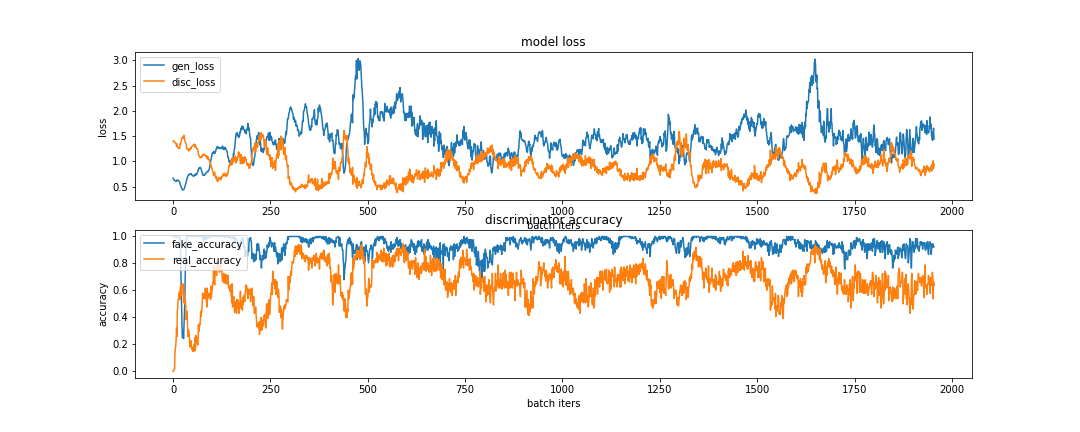 model loss
3.0
gen_loss
disc_loss
2.5
2.0
loss
1.5
1.0
0.5
0 250 500 750 1000 1250 1500 1750 2000
batch iters
discriminator accuracy
1.0
fake_accuracy
real_accuracy
0.8
0.6
accuracy
0.4
0.2
0.0
0 250 500 750 1000 1250 1500 1750 2000
batch iters